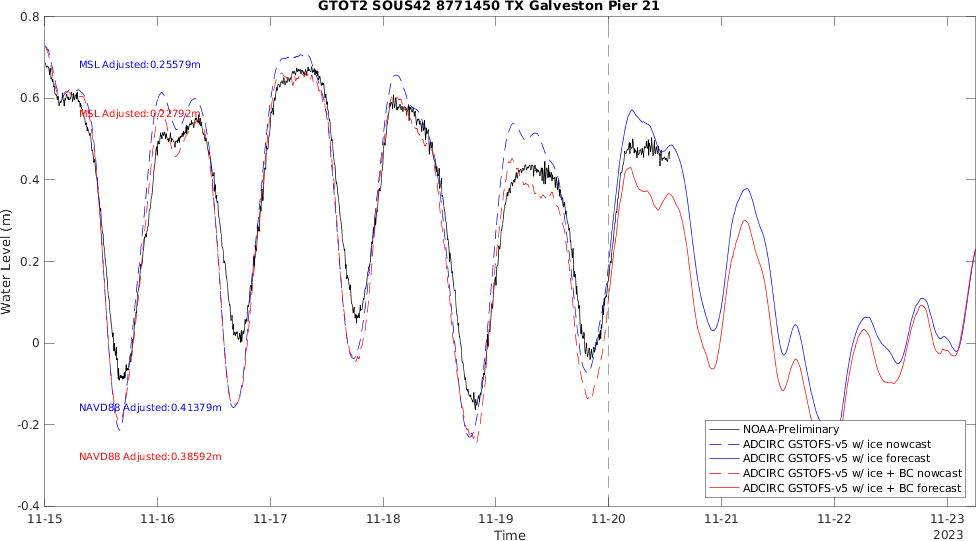 GTOT2 SOUS42 8771450 TX Galveston Pier 21
0.8
0.6
0.4
0.2
0
-0.2
-0.4
Water Level (m)
MSL Adjusted:0.25579m
MSL Adjusted:0.22792m
NAVD88 Adjusted:0.41379m
NAVD88 Adjusted:0.38592m
NOAA-Preliminary
ADCIRC GSTOFS-v5 w/ ice nowcast
ADCIRC GSTOFS-v5 w/ ice forecast
ADCIRC GSTOFS-v5 w/ ice + BC nowcast
ADCIRC GSTOFS-v5 w/ ice + BC forecast
11-15 11-16 11-17 11-18 11-19 11-20 11-21 11-22 11-23
Time
2023